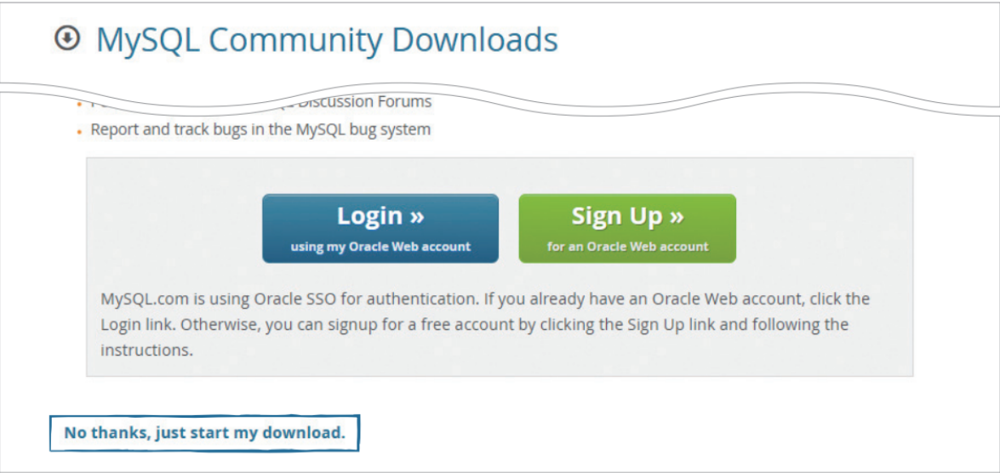 MySQL Community Downloads
Discussion Forums
Report and track bugs in the MySQL bug system
Login »
using my Oracle Web account
Sign Up »
for an Oracle Web account
MySQL.com is using Oracle SSO for authentication. If you already have an Oracle Web account, click the
Login link. Otherwise, you can signup for a free account by clicking the Sign Up link and following the
instructions.
No thanks, just start my download.